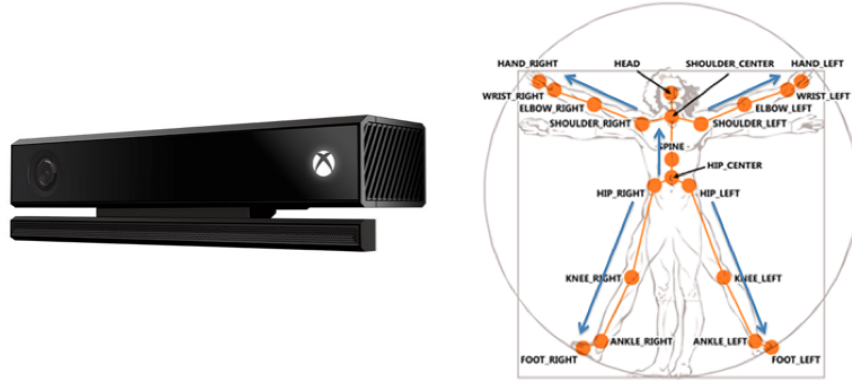 HAND_RIGHT
HEAD
SHOULDER_CENTER
HAND_LEFT
WRIST_RIGHT
WRIST_LEFT
ELBOW_RIGHT
ELBOW_LEFT
SHOULDER_RIGHT
SHOULDER_LEFT
SPINE
HIP_CENTER
HIP_RIGHT
HIP_LEFT
KNEE_RIGHT
KNEE_LEFT
ANKLE_RIGHT
ANKLE_LEFT
FOOT_RIGHT
FOOT_LEFT